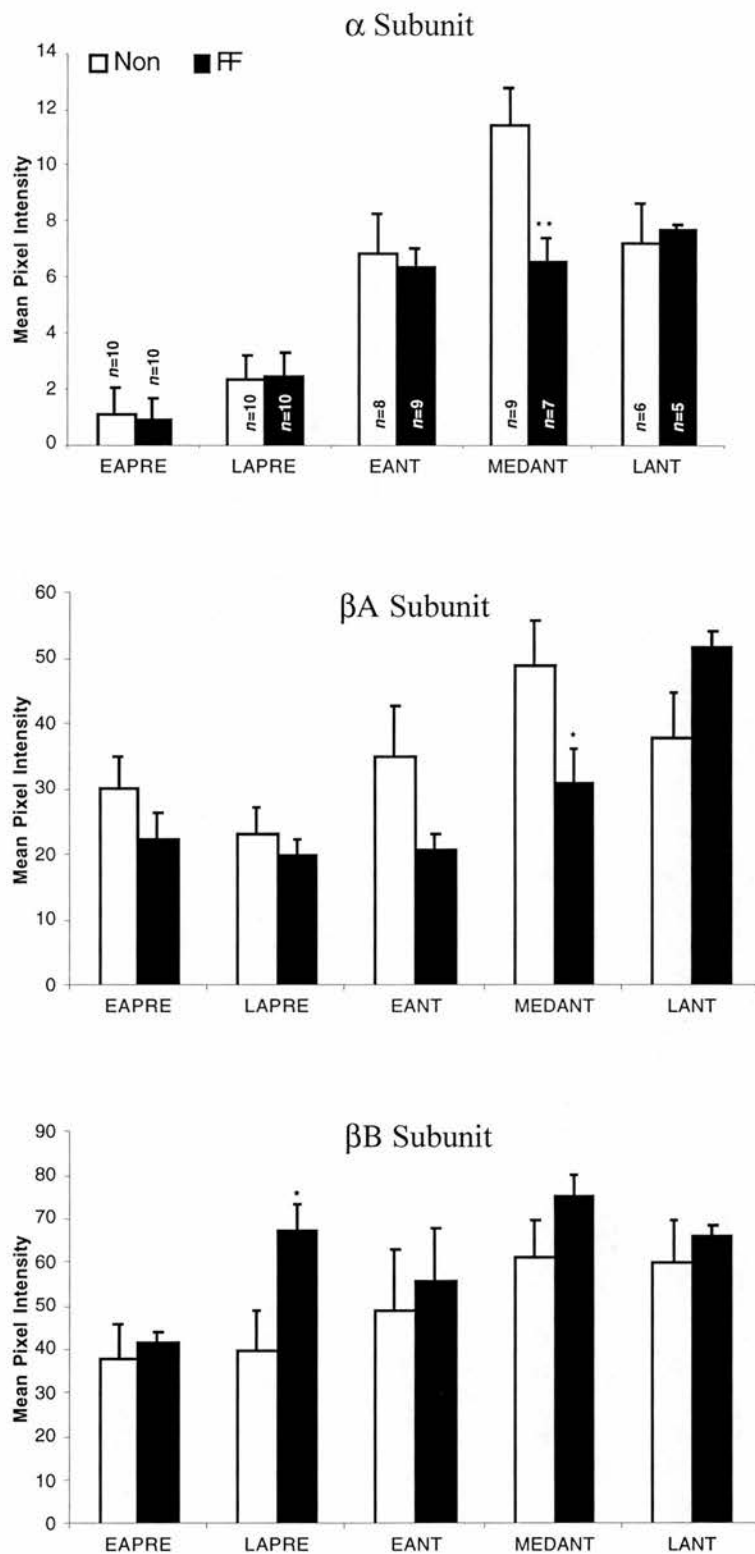 α Subunit
Non FF
Mean Pixel Intensity
14
12
10
8
6
4
2
0
n=10 n=10 n=10 n=10 n=8 n=9 n=9 n=7 n=6 n=5
**
EAPRE LAPRE EANT MEDANT LANT
βA Subunit
Mean Pixel Intensity
60
50
40
30
20
10
0
*
EAPRE LAPRE EANT MEDANT LANT
βB Subunit
Mean Pixel Intensity
90
80
70
60
50
40
30
20
10
0
*
EAPRE LAPRE EANT MEDANT LANT